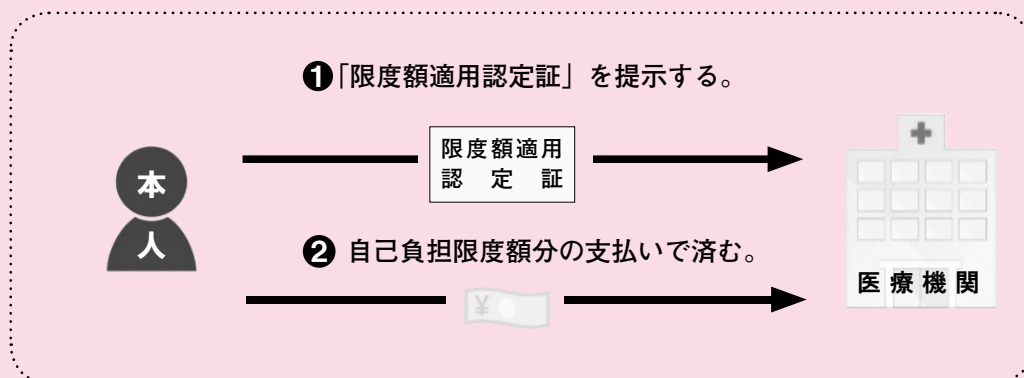 ❶「限度額適用認定証」を提示する。
限度額適用
認定証
本
人
❷ 自己負担限度額分の支払いで済む。
¥
医療機関